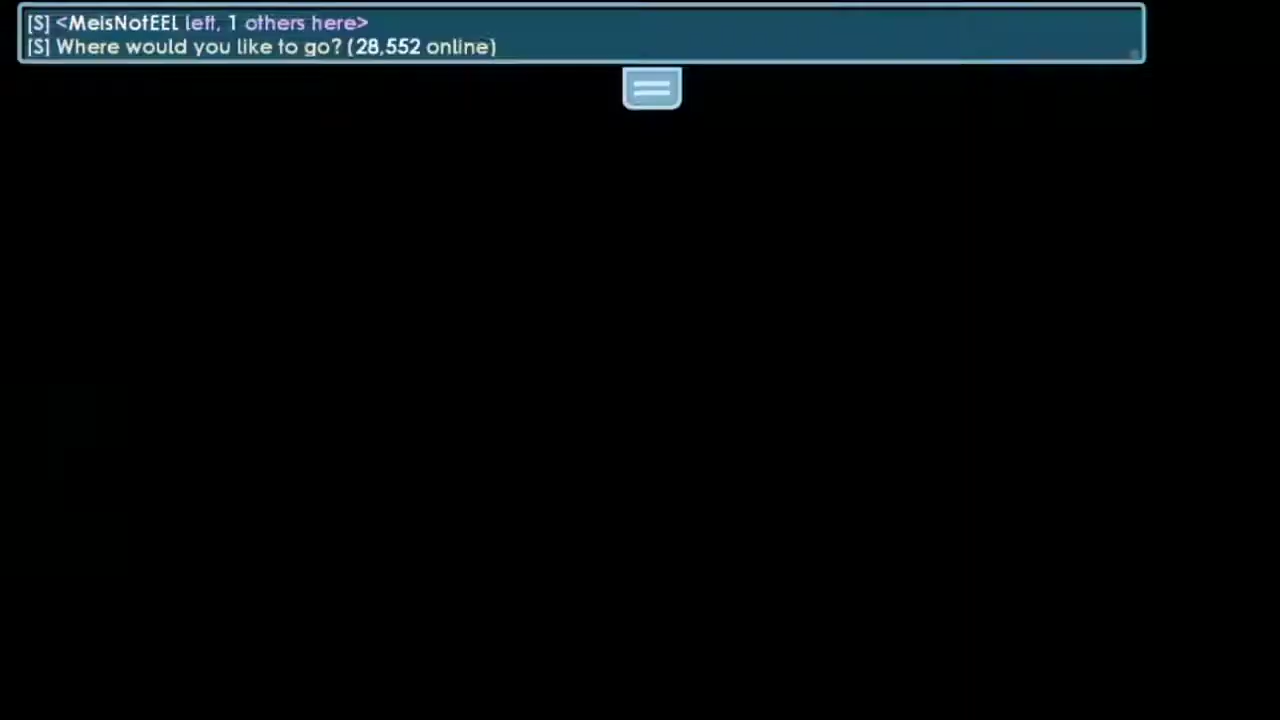 [S] <MeisNotEEL left, 1 others here>
[S] Where would you like to go? (28,552 online)